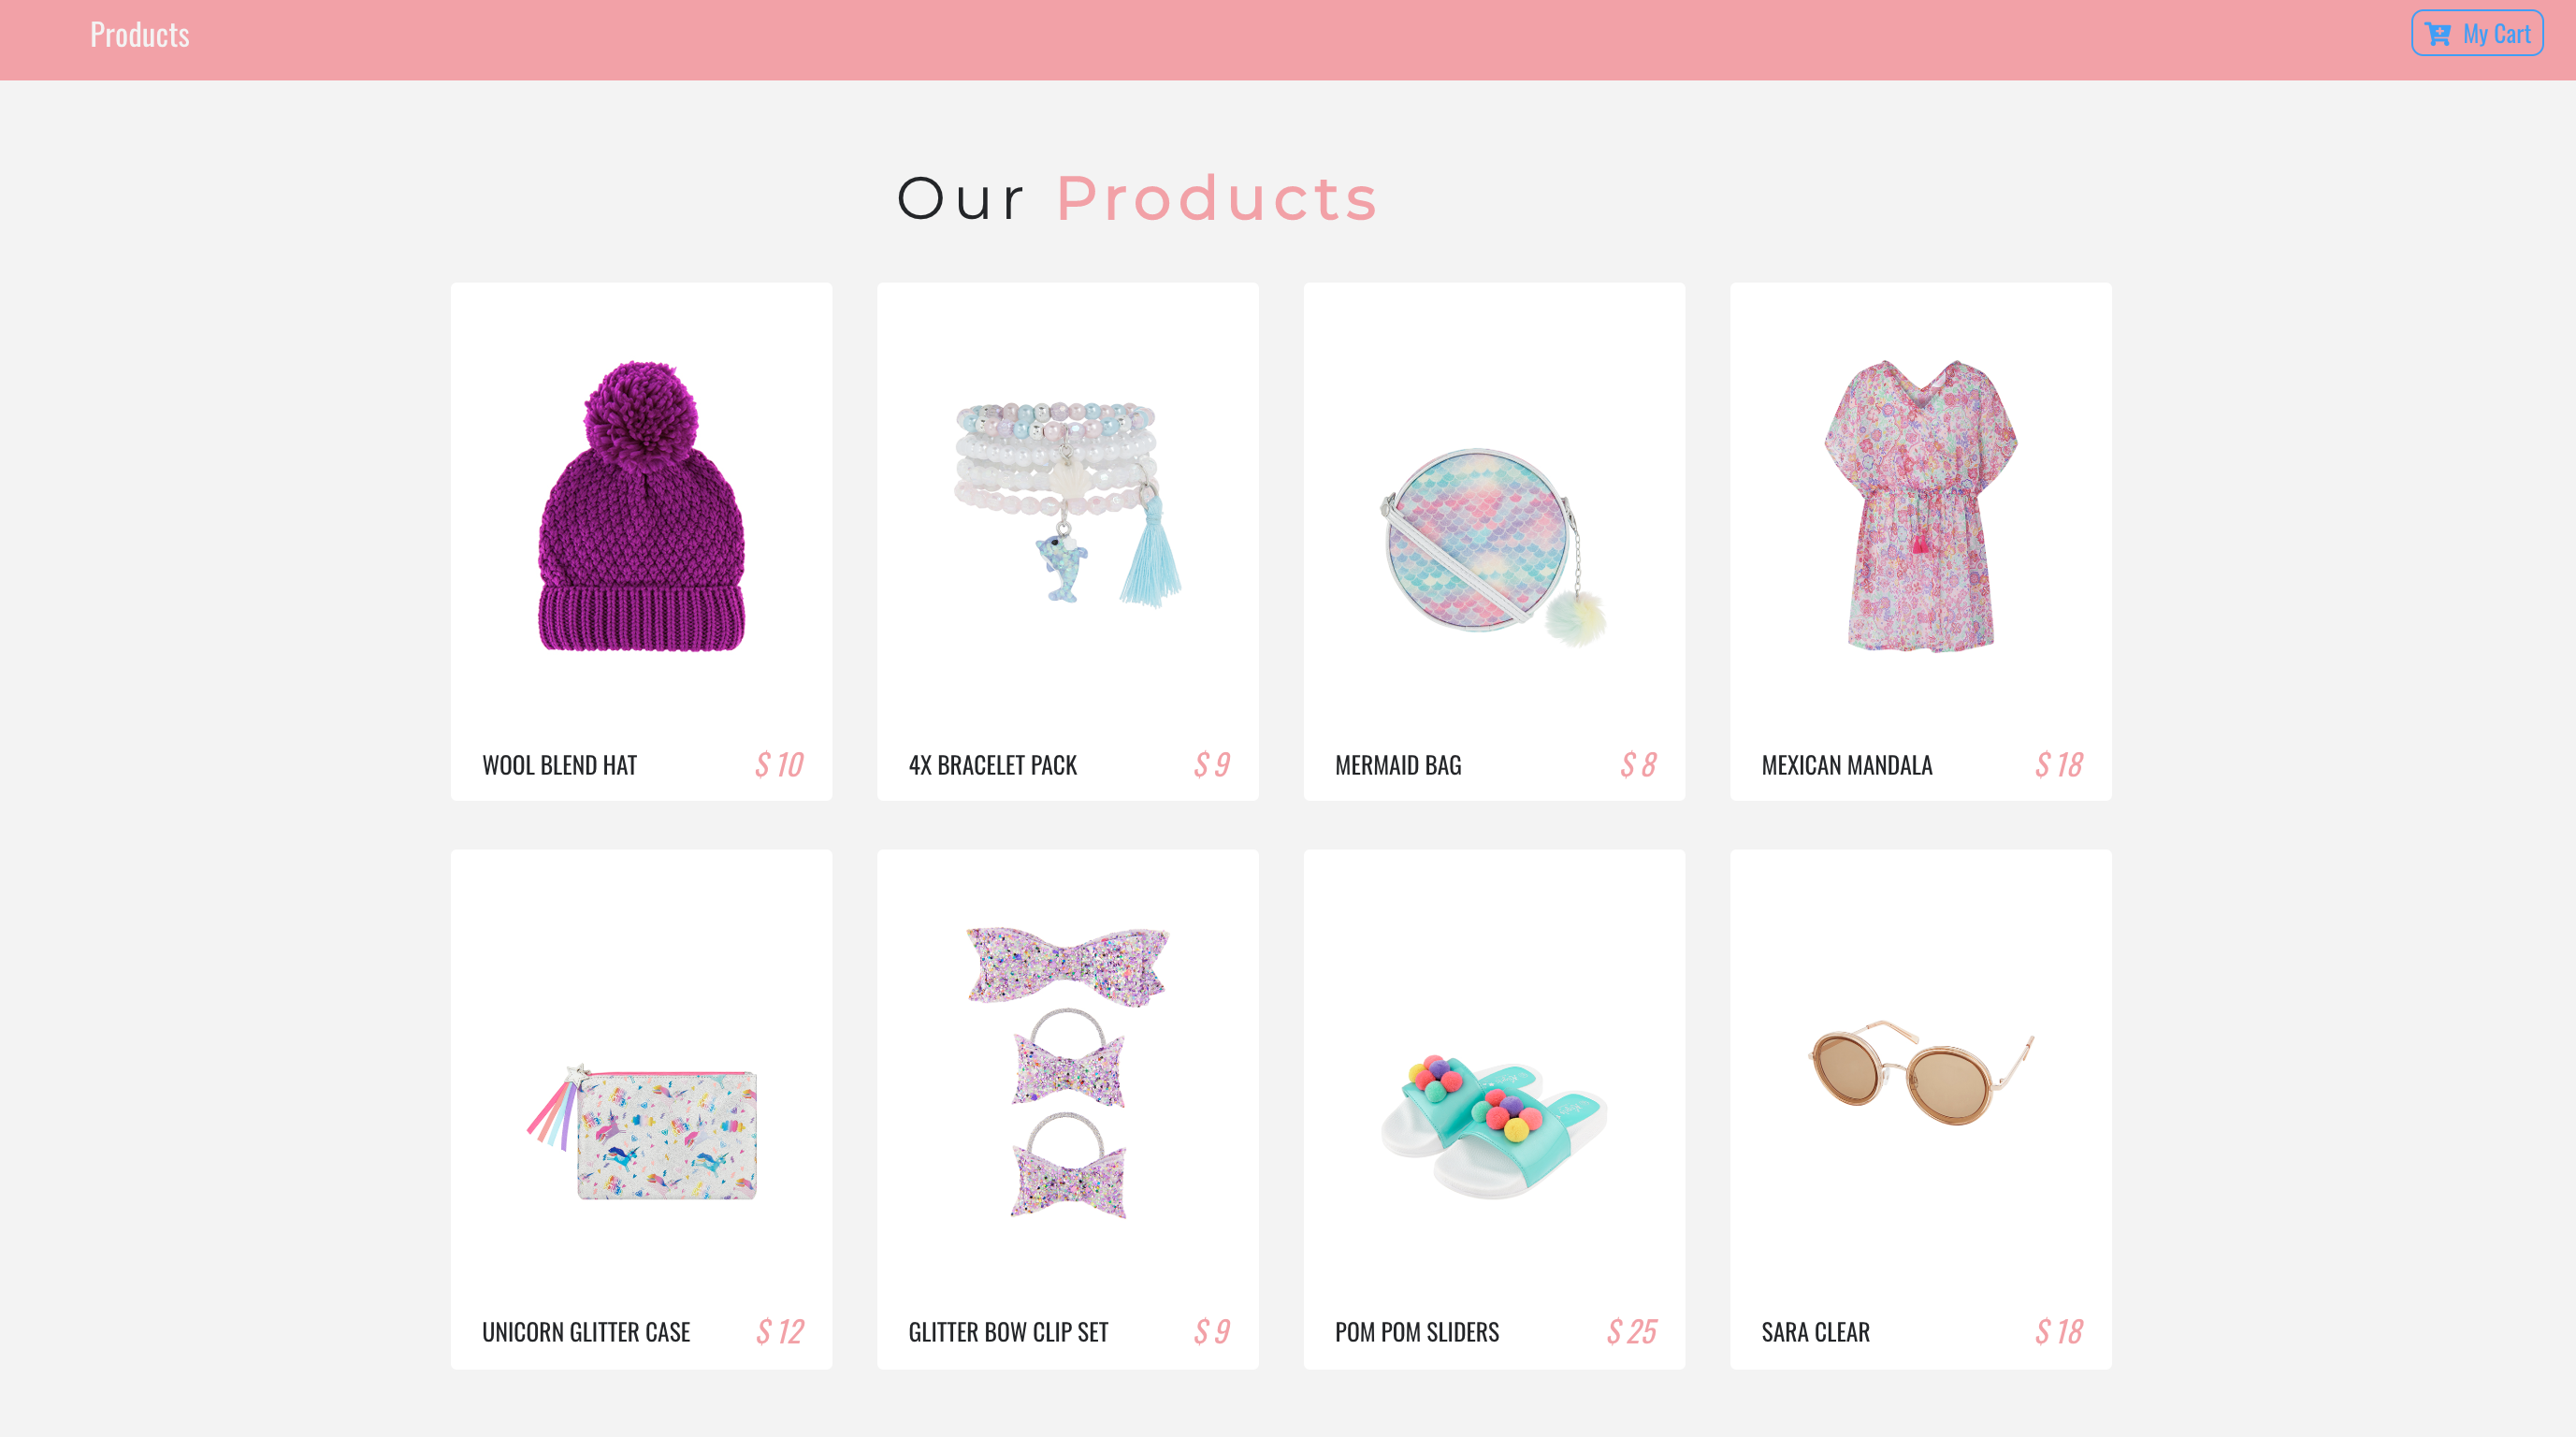 Products
My Cart
Our Products
WOOL BLEND HAT $ 10
4X BRACELET PACK $ 9
MERMAID BAG $ 8
MEXICAN MANDALA $ 18
UNICORN GLITTER CASE $ 12
GLITTER BOW CLIP SET $ 9
POM POM SLIDERS $ 25
SARA CLEAR $ 18